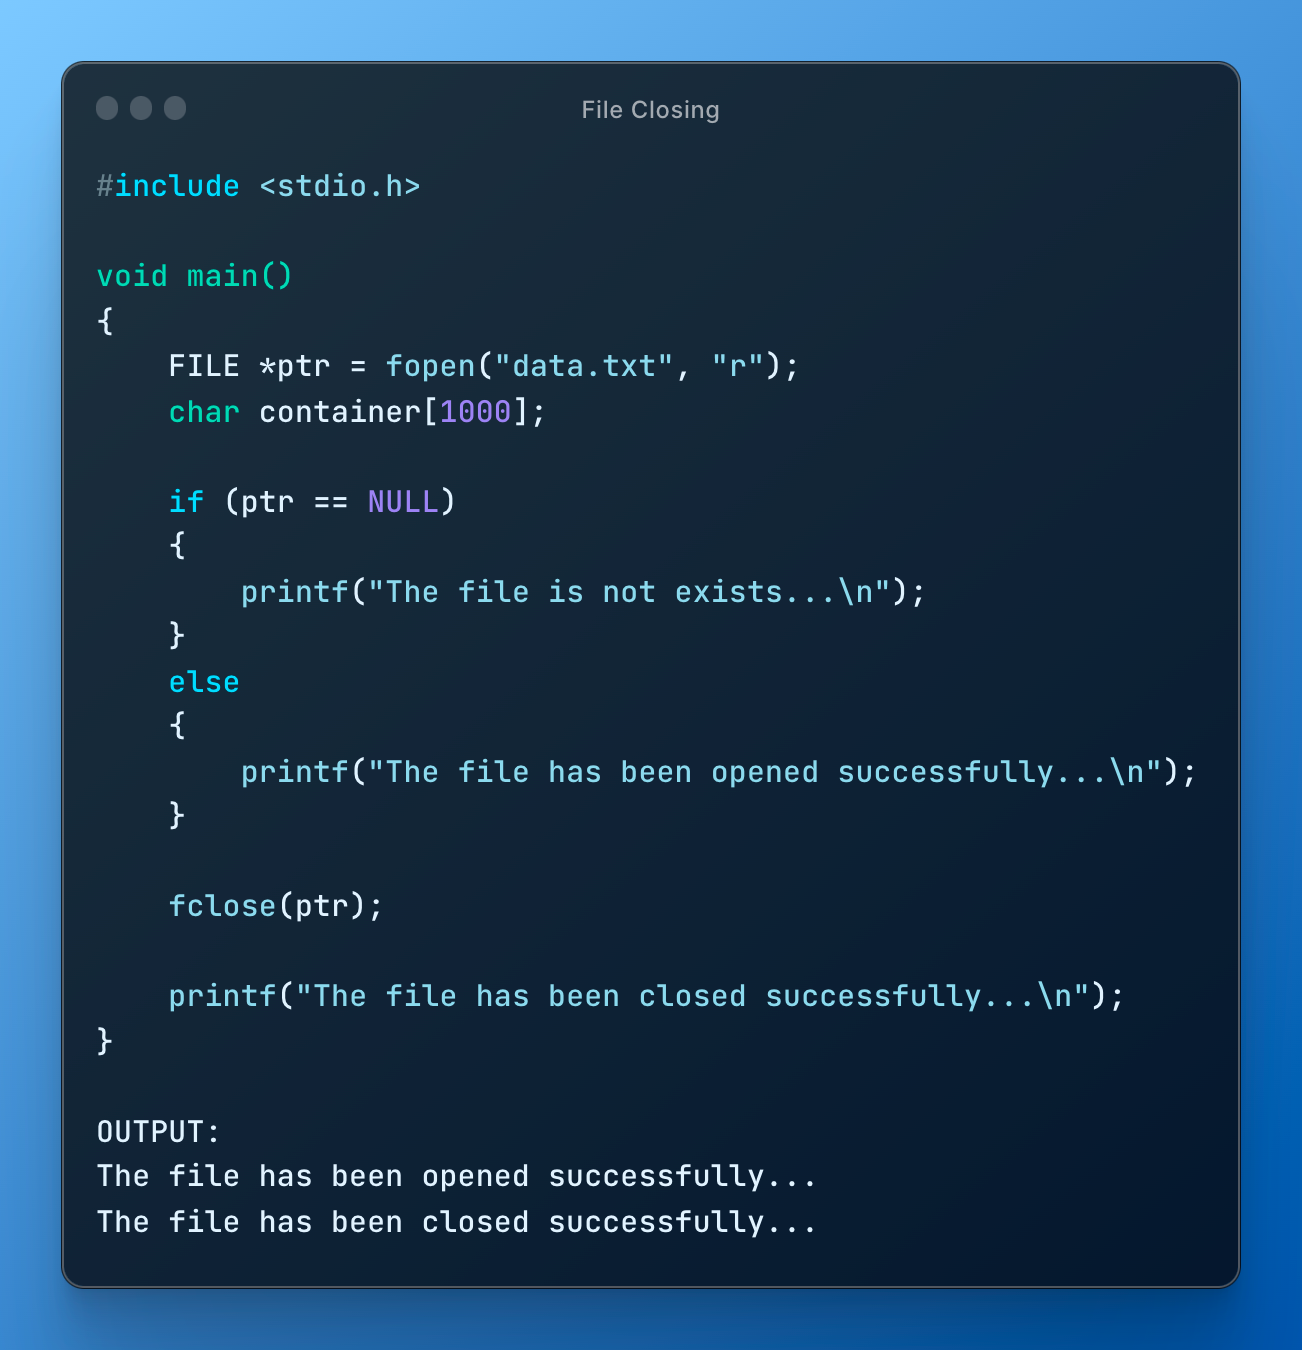 File Closing
#include <stdio.h>
void main()
{
    FILE *ptr = fopen("data.txt", "r");
    char container[1000];
    if (ptr == NULL)
    {
        printf("The file is not exists...\n");
    }
    else
    {
        printf("The file has been opened successfully...\n");
    }
    fclose(ptr);
    printf("The file has been closed successfully...\n");
}
OUTPUT:
The file has been opened successfully...
The file has been closed successfully...